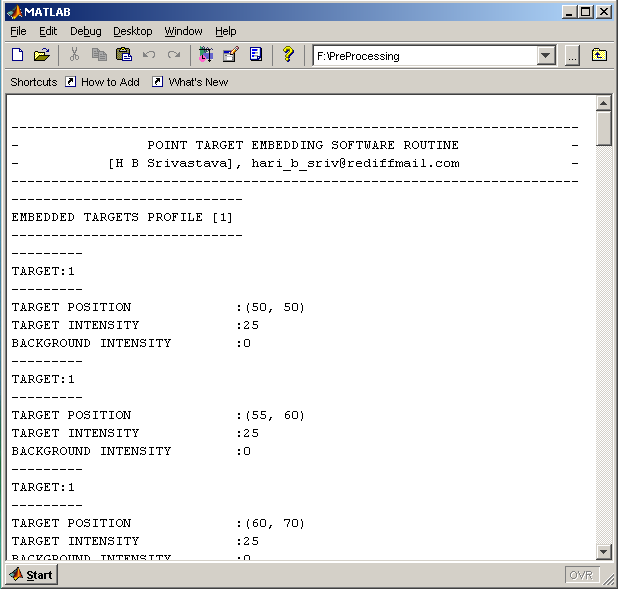 MATLAB
File Edit Debug Desktop Window Help
F:\PreProcessing
...
Shortcuts How to Add What's New
-----------------------------------------------------------------------
- POINT TARGET EMBEDDING SOFTWARE ROUTINE -
- [H B Srivastava], hari_b_sriv@rediffmail.com -
-----------------------------------------------------------------------
-----------------------------
EMBEDDED TARGETS PROFILE [1]
-----------------------------
---------
TARGET:1
---------
TARGET POSITION :(50, 50)
TARGET INTENSITY :25
BACKGROUND INTENSITY :0
---------
TARGET:1
---------
TARGET POSITION :(55, 60)
TARGET INTENSITY :25
BACKGROUND INTENSITY :0
---------
TARGET:1
---------
TARGET POSITION :(60, 70)
TARGET INTENSITY :25
BACKGROUND INTENSITY :0
Start OVR